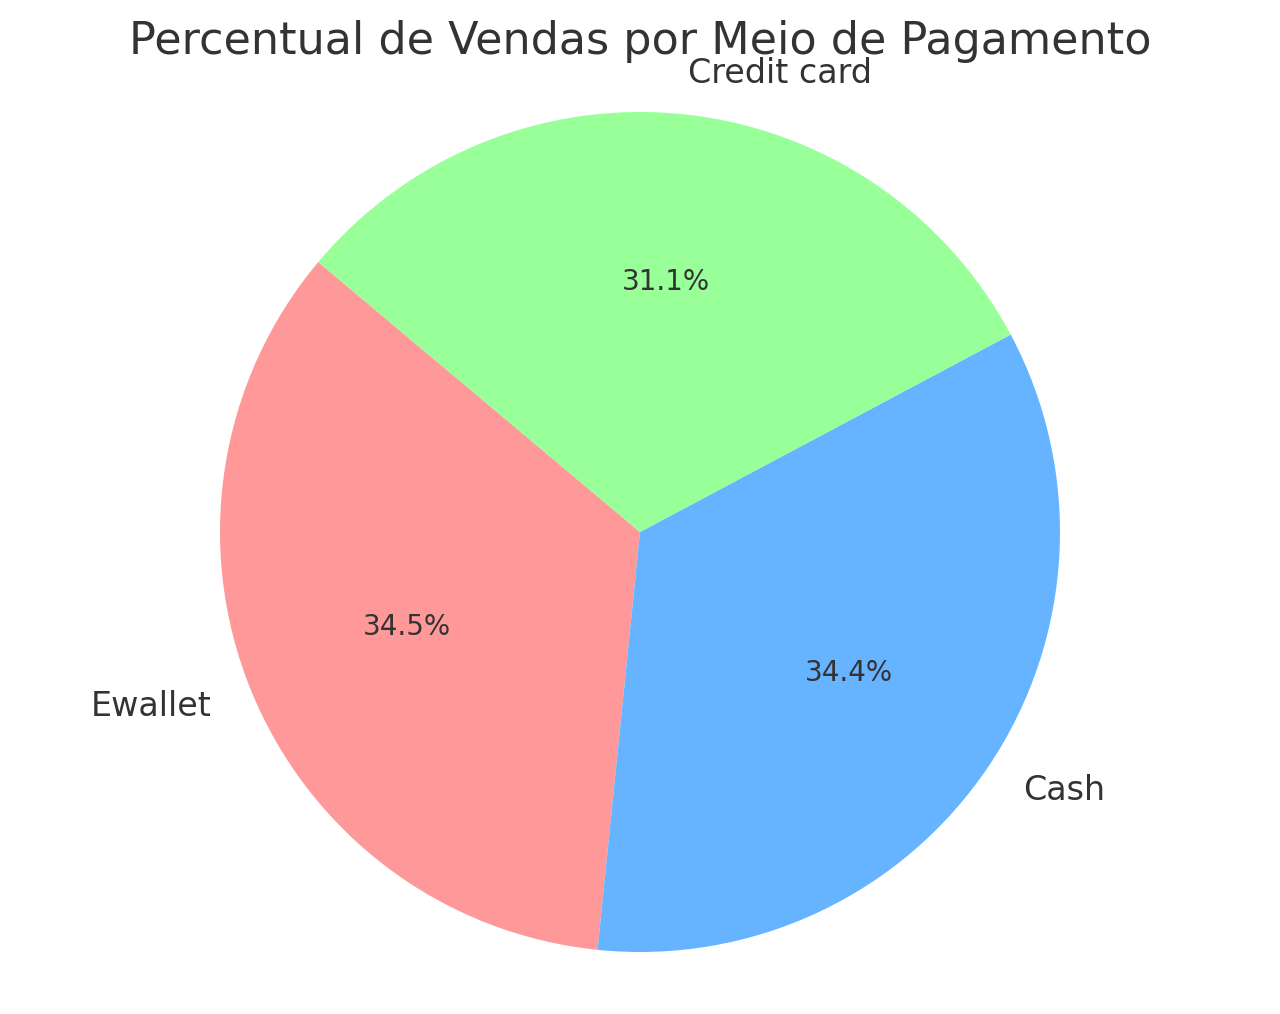 Percentual de Vendas por Meio de Pagamento
Credit card
31.1%
34.5%
34.4%
Ewallet
Cash